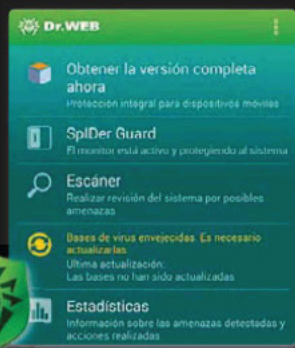 Dr.WEB
Obtener la versión completa
ahora
Protección integral para dispositivos móviles
SpIDer Guard
El monitor está activo y protegiendo al sistema
Escáner
Realizar revisión del sistema por posibles
amenazas
Bases de virus envejecidas. Es necesario
actualizarlas
Última actualización:
Las bases no han sido actualizadas
Estadísticas
Información sobre las amenazas detectadas y
acciones realizadas